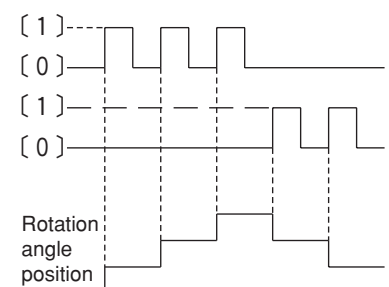 [ 1 ]
[ 0 ]
[ 1 ]
[ 0 ]
Rotation
angle
position